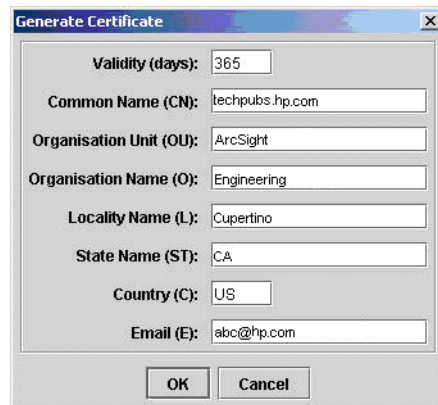 Generate Certificate
Validity (days): 365
Common Name (CN): techpubs.hp.com
Organisation Unit (OU): ArcSight
Organisation Name (O): Engineering
Locality Name (L): Cupertino
State Name (ST): CA
Country (C): US
Email (E): abc@hp.com
OK Cancel